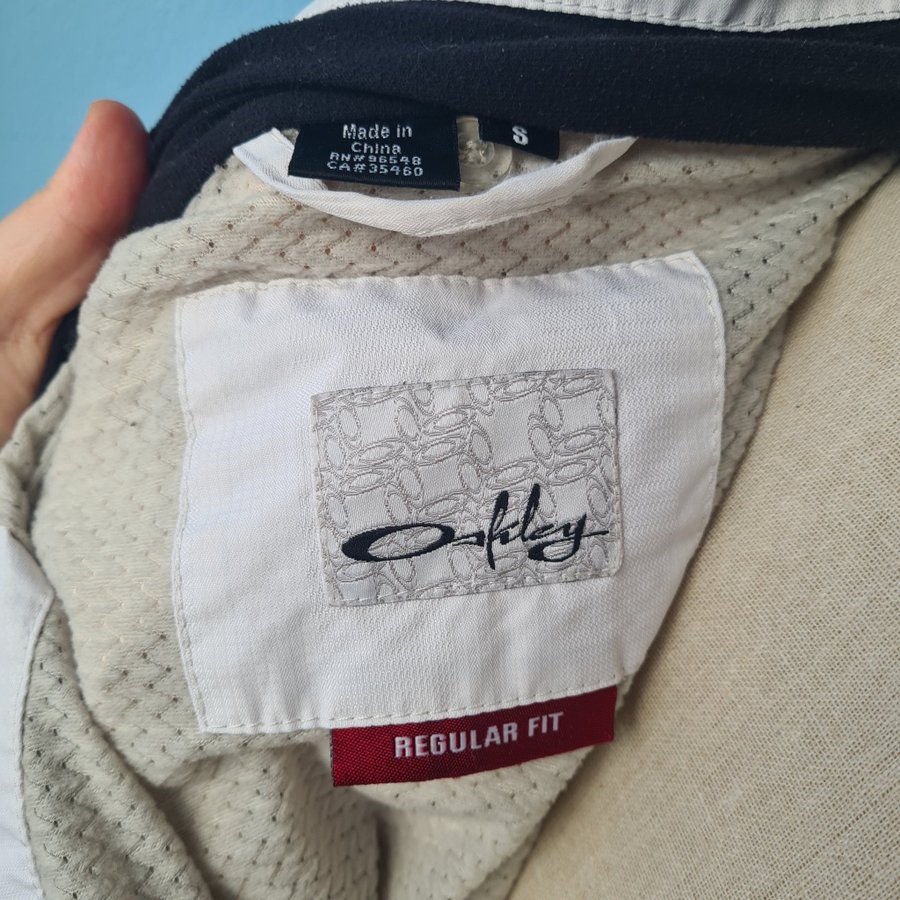 Made in
China
RN#96548
CA#35460
S
Oakley
REGULAR FIT